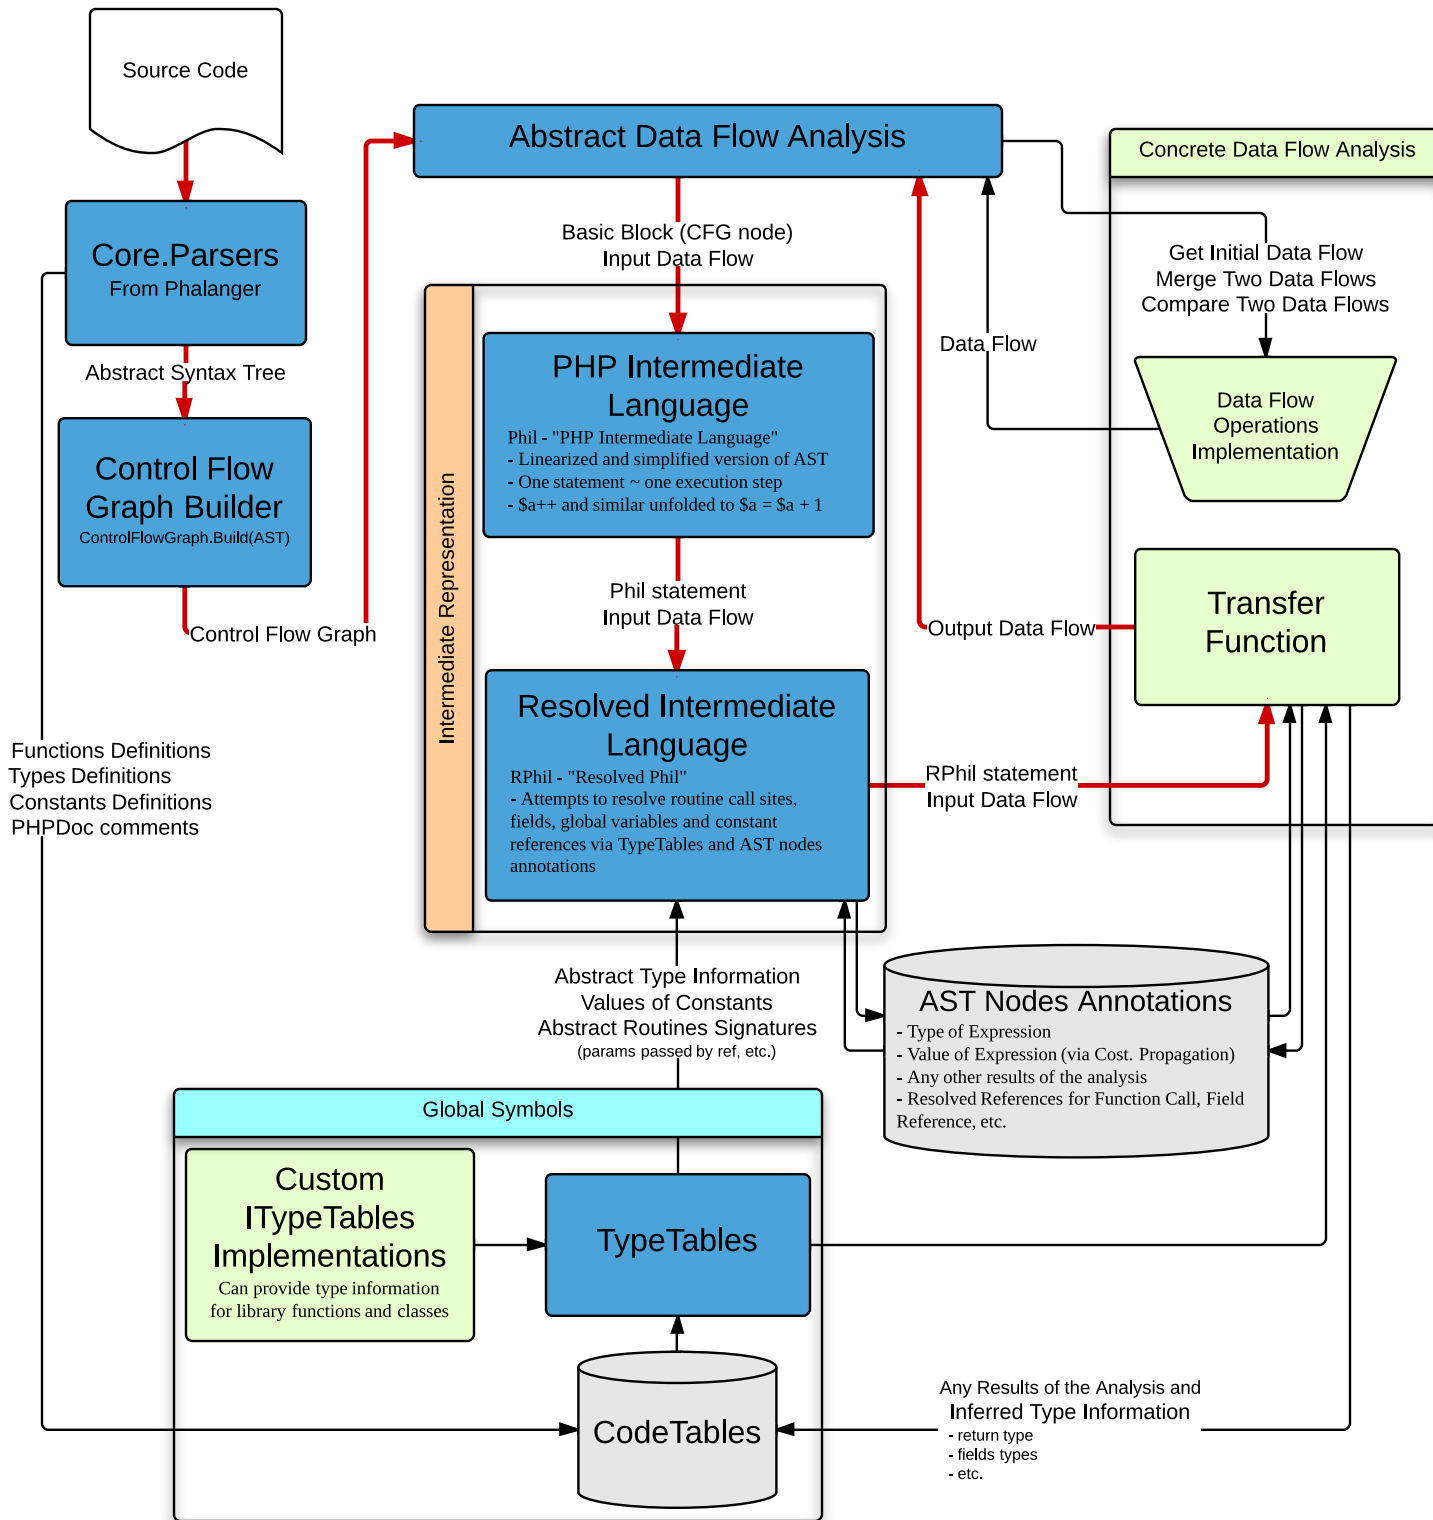 Source Code
Abstract Data Flow Analysis
Concrete Data Flow Analysis
Core.Parsers
From Phalanger
Basic Block (CFG node)
Input Data Flow
Get Initial Data Flow
Merge Two Data Flows
Compare Two Data Flows
Data Flow
Abstract Syntax Tree
PHP Intermediate
Language
Phil - "PHP Intermediate Language"
- Linearized and simplified version of AST
- One statement ~ one execution step
- $a++ and similar unfolded to $a = $a + 1
Data Flow
Operations
Implementation
Control Flow
Graph Builder
ControlFlowGraph.Build(AST)
Intermediate Representation
Phil statement
Input Data Flow
Transfer
Function
Control Flow Graph
Output Data Flow
Resolved Intermediate
Language
RPhil - "Resolved Phil"
- Attempts to resolve routine call sites,
fields, global variables and constant
references via TypeTables and AST nodes
annotations
Functions Definitions
Types Definitions
Constants Definitions
PHPDoc comments
RPhil statement
Input Data Flow
Abstract Type Information
Values of Constants
Abstract Routines Signatures
(params passed by ref, etc.)
AST Nodes Annotations
- Type of Expression
- Value of Expression (via Cost. Propagation)
- Any other results of the analysis
- Resolved References for Function Call, Field
Reference, etc.
Global Symbols
Custom
ITypeTables
Implementations
Can provide type information
for library functions and classes
TypeTables
CodeTables
Any Results of the Analysis and
Inferred Type Information
- return type
- fields types
- etc.